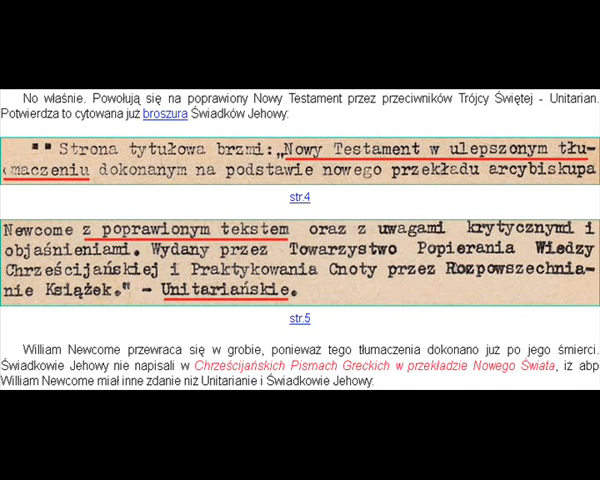 No właśnie. Powołują się na poprawiony Nowy Testament przez przeciwników Trójcy Świętej - Unitarian.
Potwierdza to cytowana już broszura Świadków Jehowy:
** Strona tytułowa brzmi:„Nowy Testament w ulepszonym tłu-
maczeniu dokonanym na podstawie nowego przekładu arcybiskupa
str.4
Newcome z poprawionym tekstem oraz z uwagami krytycznymi i
objaśnieniami. Wydany przez Towarzystwo Popierania Wiedzy
Chrześcijańskiej i Praktykowania Cnoty przez Rozpowszechnia-
nie Książek." - Unitariańskie.
str.5
William Newcome przewraca się w grobie, ponieważ tego tłumaczenia dokonano już po jego śmierci.
Świadkowie Jehowy nie napisali w Chrześcijańskich Pismach Greckich w przekładzie Nowego Świata, iż abp
William Newcome miał inne zdanie niż Unitarianie i Świadkowie Jehowy: